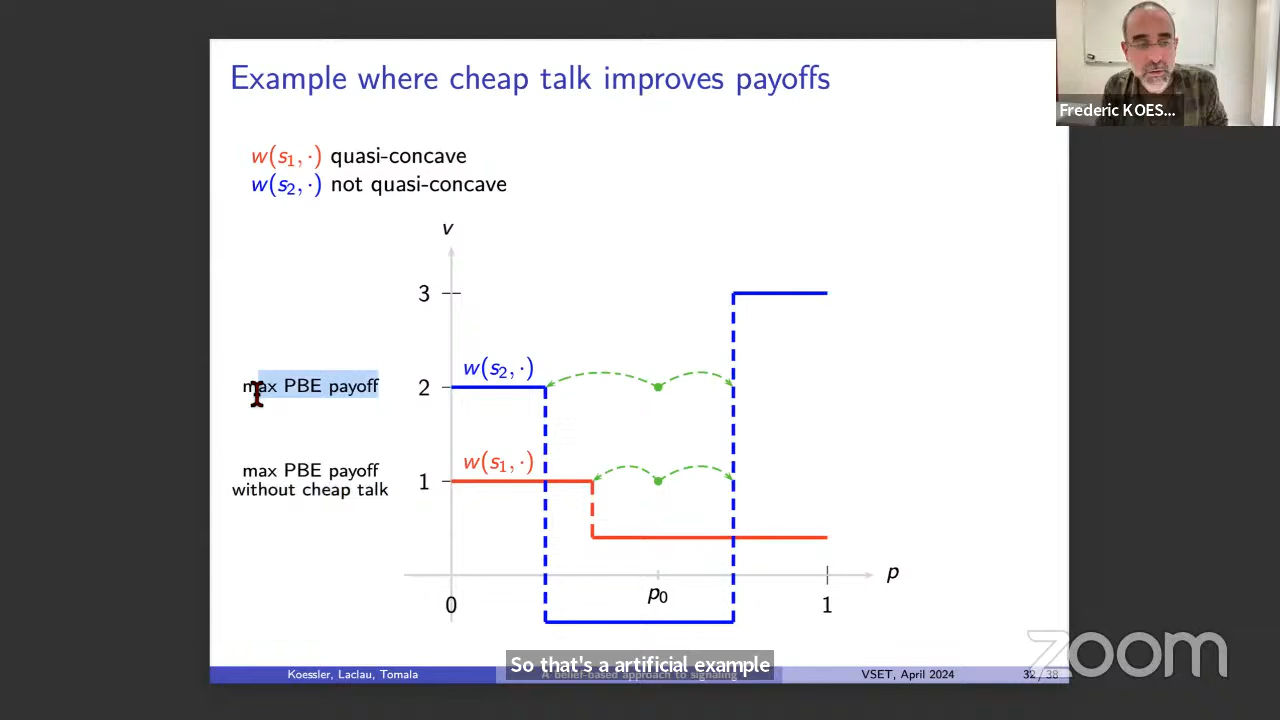 Example where cheap talk improves payoffs
Frederic KOES...
w(s₁, ·) quasi-concave
w(s₂, ·) not quasi-concave
v
3
w(s₂, ·)
max PBE payoff
2
w(s₁, ·)
max PBE payoff
without cheap talk
1
p
0
p₀
1
So that's a artificial example
Koessler, Laclau, Tomala
A belief-based approach to signaling
VSET, April 2024
32 / 38
zoom